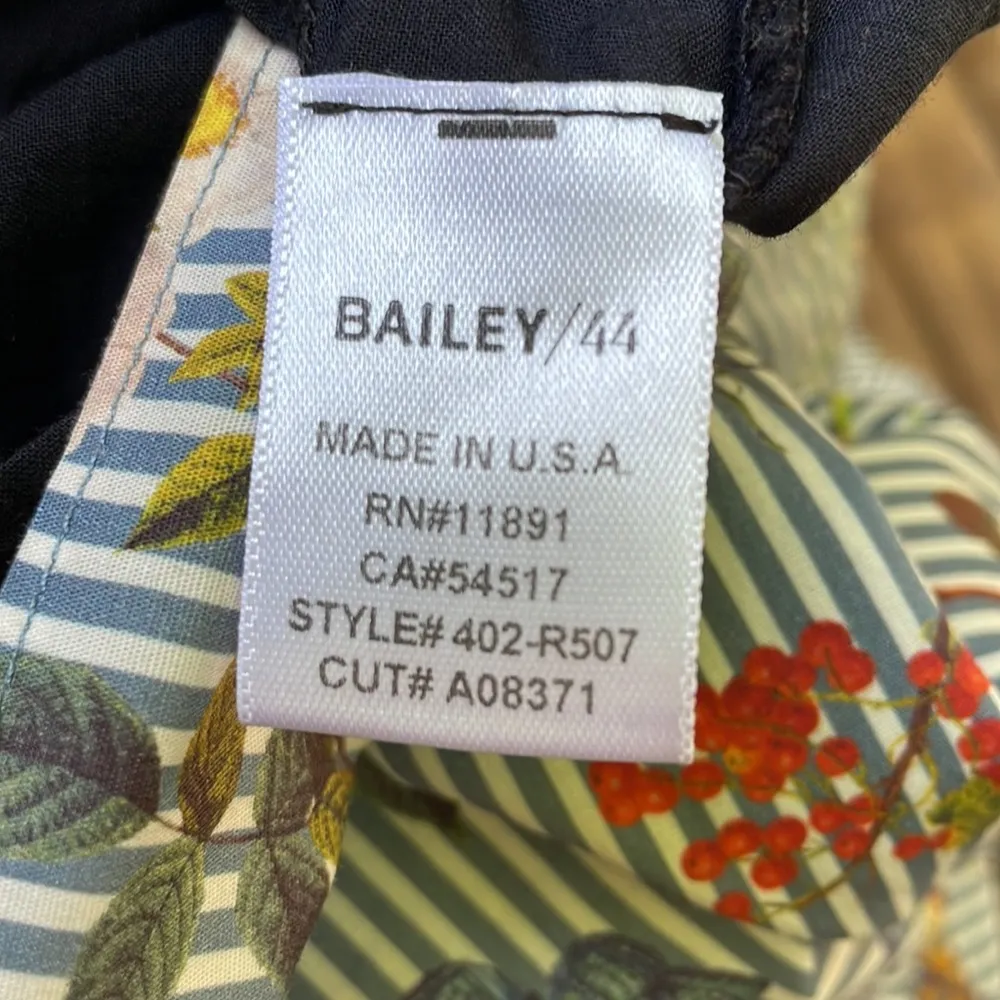 BAILEY/44
MADE IN U.S.A.
RN#11891
CA#54517
STYLE# 402-R507
CUT# A08371